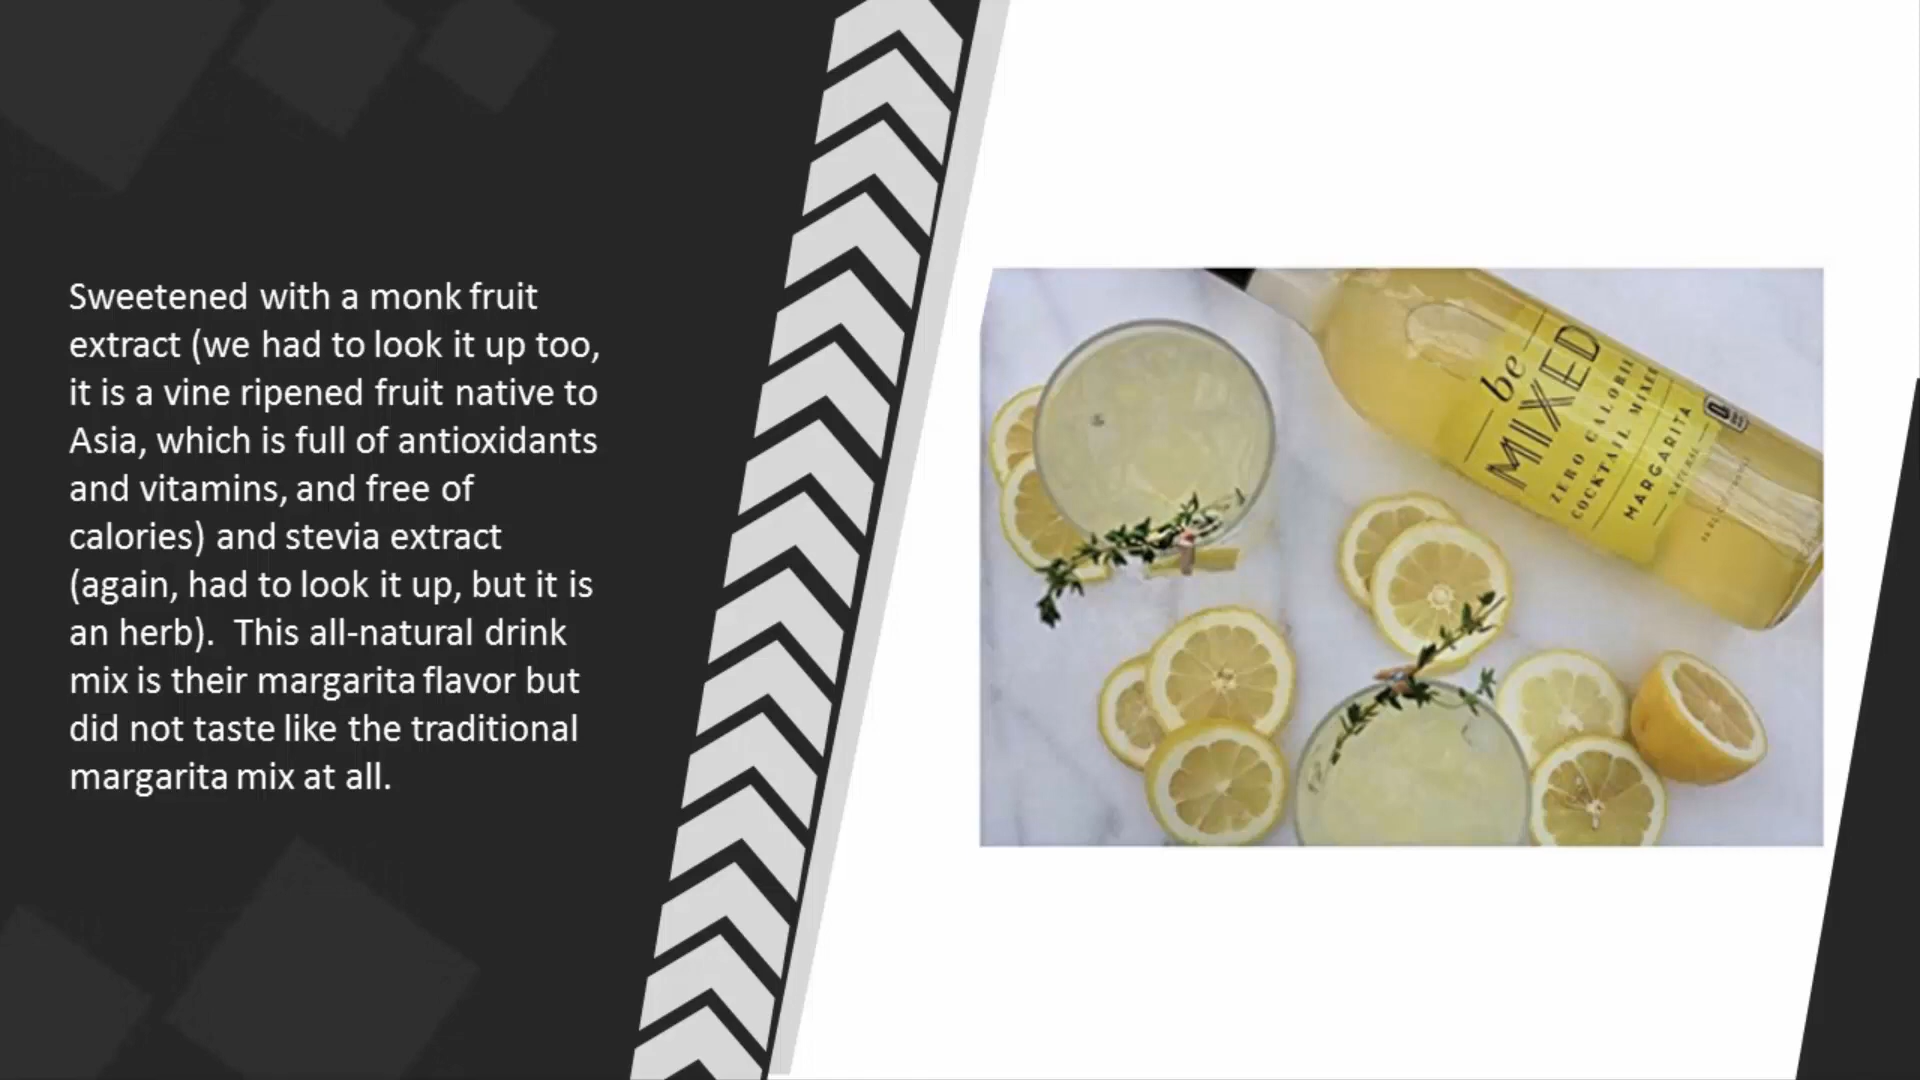 Sweetened with a monk fruit
extract (we had to look it up too,
it is a vine ripened fruit native to
Asia, which is full of antioxidants
and vitamins, and free of
calories) and stevia extract
(again, had to look it up, but it is
an herb).  This all-natural drink
mix is their margarita flavor but
did not taste like the traditional
margarita mix at all.
be
MIXED
ZERO CALORIE
COCKTAIL MIXER
MARGARITA